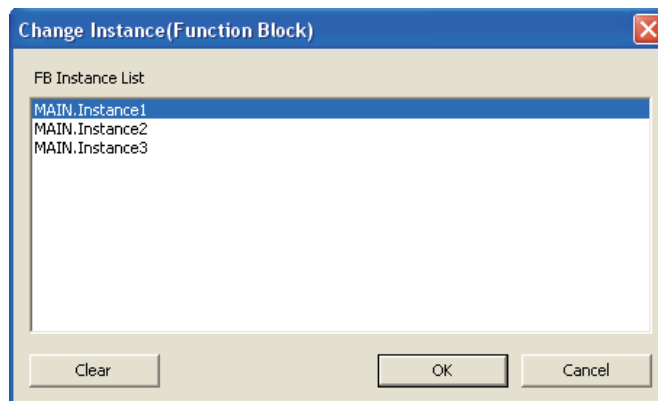 Change Instance(Function Block)
FB Instance List
MAIN.Instance1
MAIN.Instance2
MAIN.Instance3
Clear
OK
Cancel